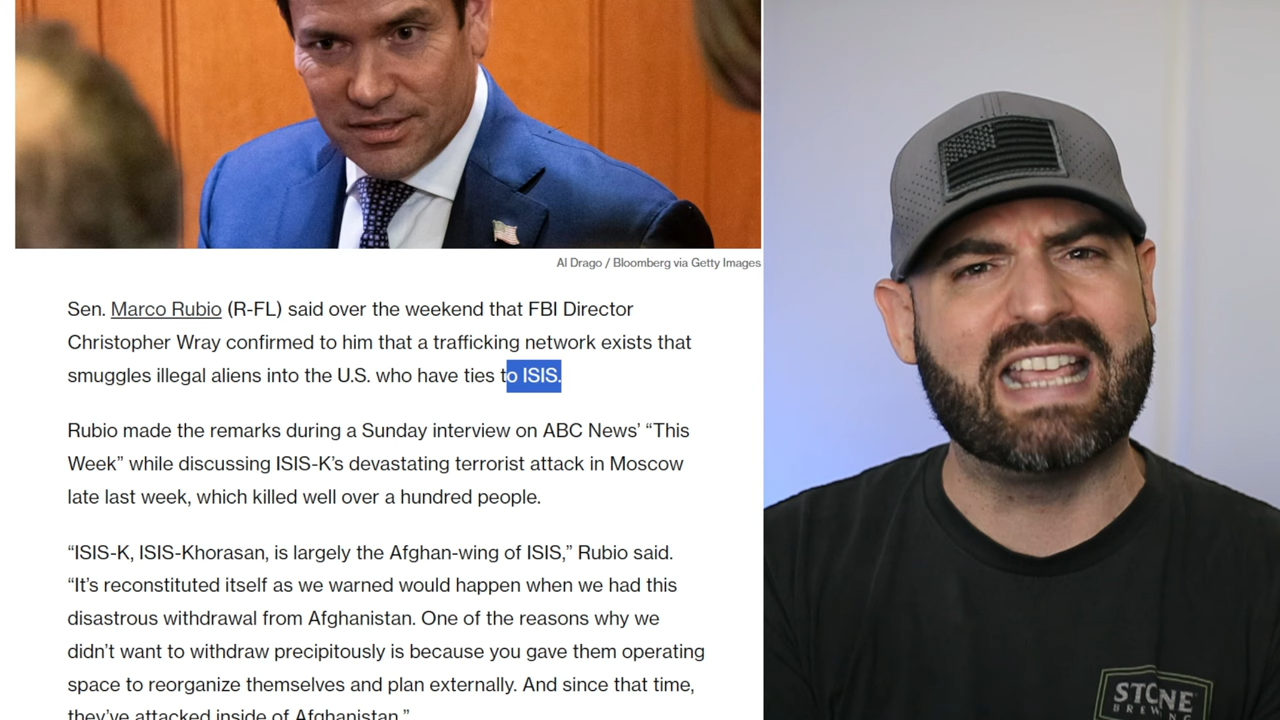 Al Drago / Bloomberg via Getty Images
Sen. Marco Rubio (R-FL) said over the weekend that FBI Director
Christopher Wray confirmed to him that a trafficking network exists that
smuggles illegal aliens into the U.S. who have ties to ISIS.
Rubio made the remarks during a Sunday interview on ABC News’ “This
Week” while discussing ISIS-K’s devastating terrorist attack in Moscow
late last week, which killed well over a hundred people.
“ISIS-K, ISIS-Khorasan, is largely the Afghan-wing of ISIS,” Rubio said.
“It’s reconstituted itself as we warned would happen when we had this
disastrous withdrawal from Afghanistan. One of the reasons why we
didn’t want to withdraw precipitously is because you gave them operating
space to reorganize themselves and plan externally. And since that time,
they’ve attacked inside of Afghanistan.”
STONE
BREWING